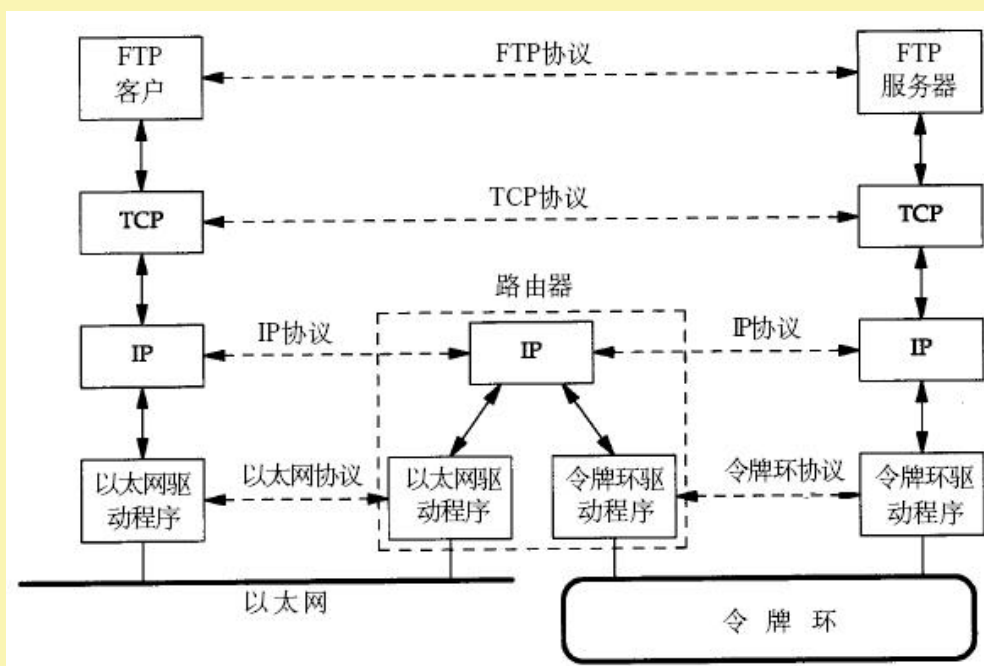 FTP
客户
FTP协议
FTP
服务器
TCP
TCP协议
TCP
路由器
IP
IP协议
IP
IP协议
IP
以太网驱
动程序
以太网协议
以太网驱
动程序
令牌环驱
动程序
令牌环协议
令牌环驱
动程序
以太网
令牌环